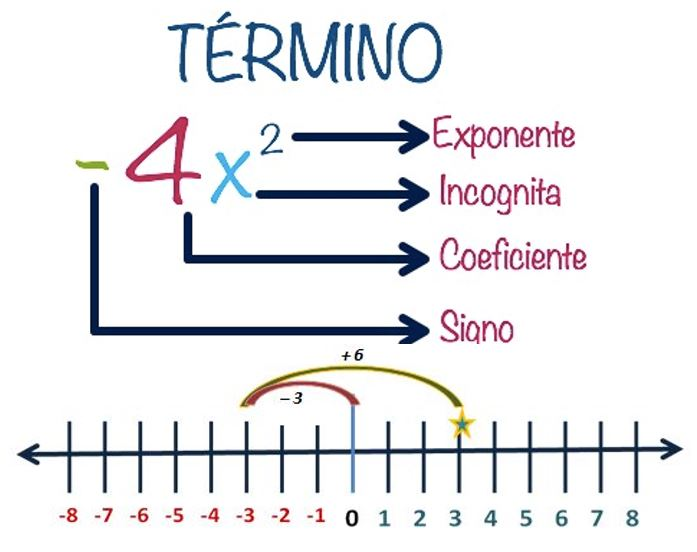 TÉRMINO
- 4x² Exponente
Incognita
Coeficiente
Signo
+6
– 3
-8 -7 -6 -5 -4 -3 -2 -1 0 1 2 3 4 5 6 7 8